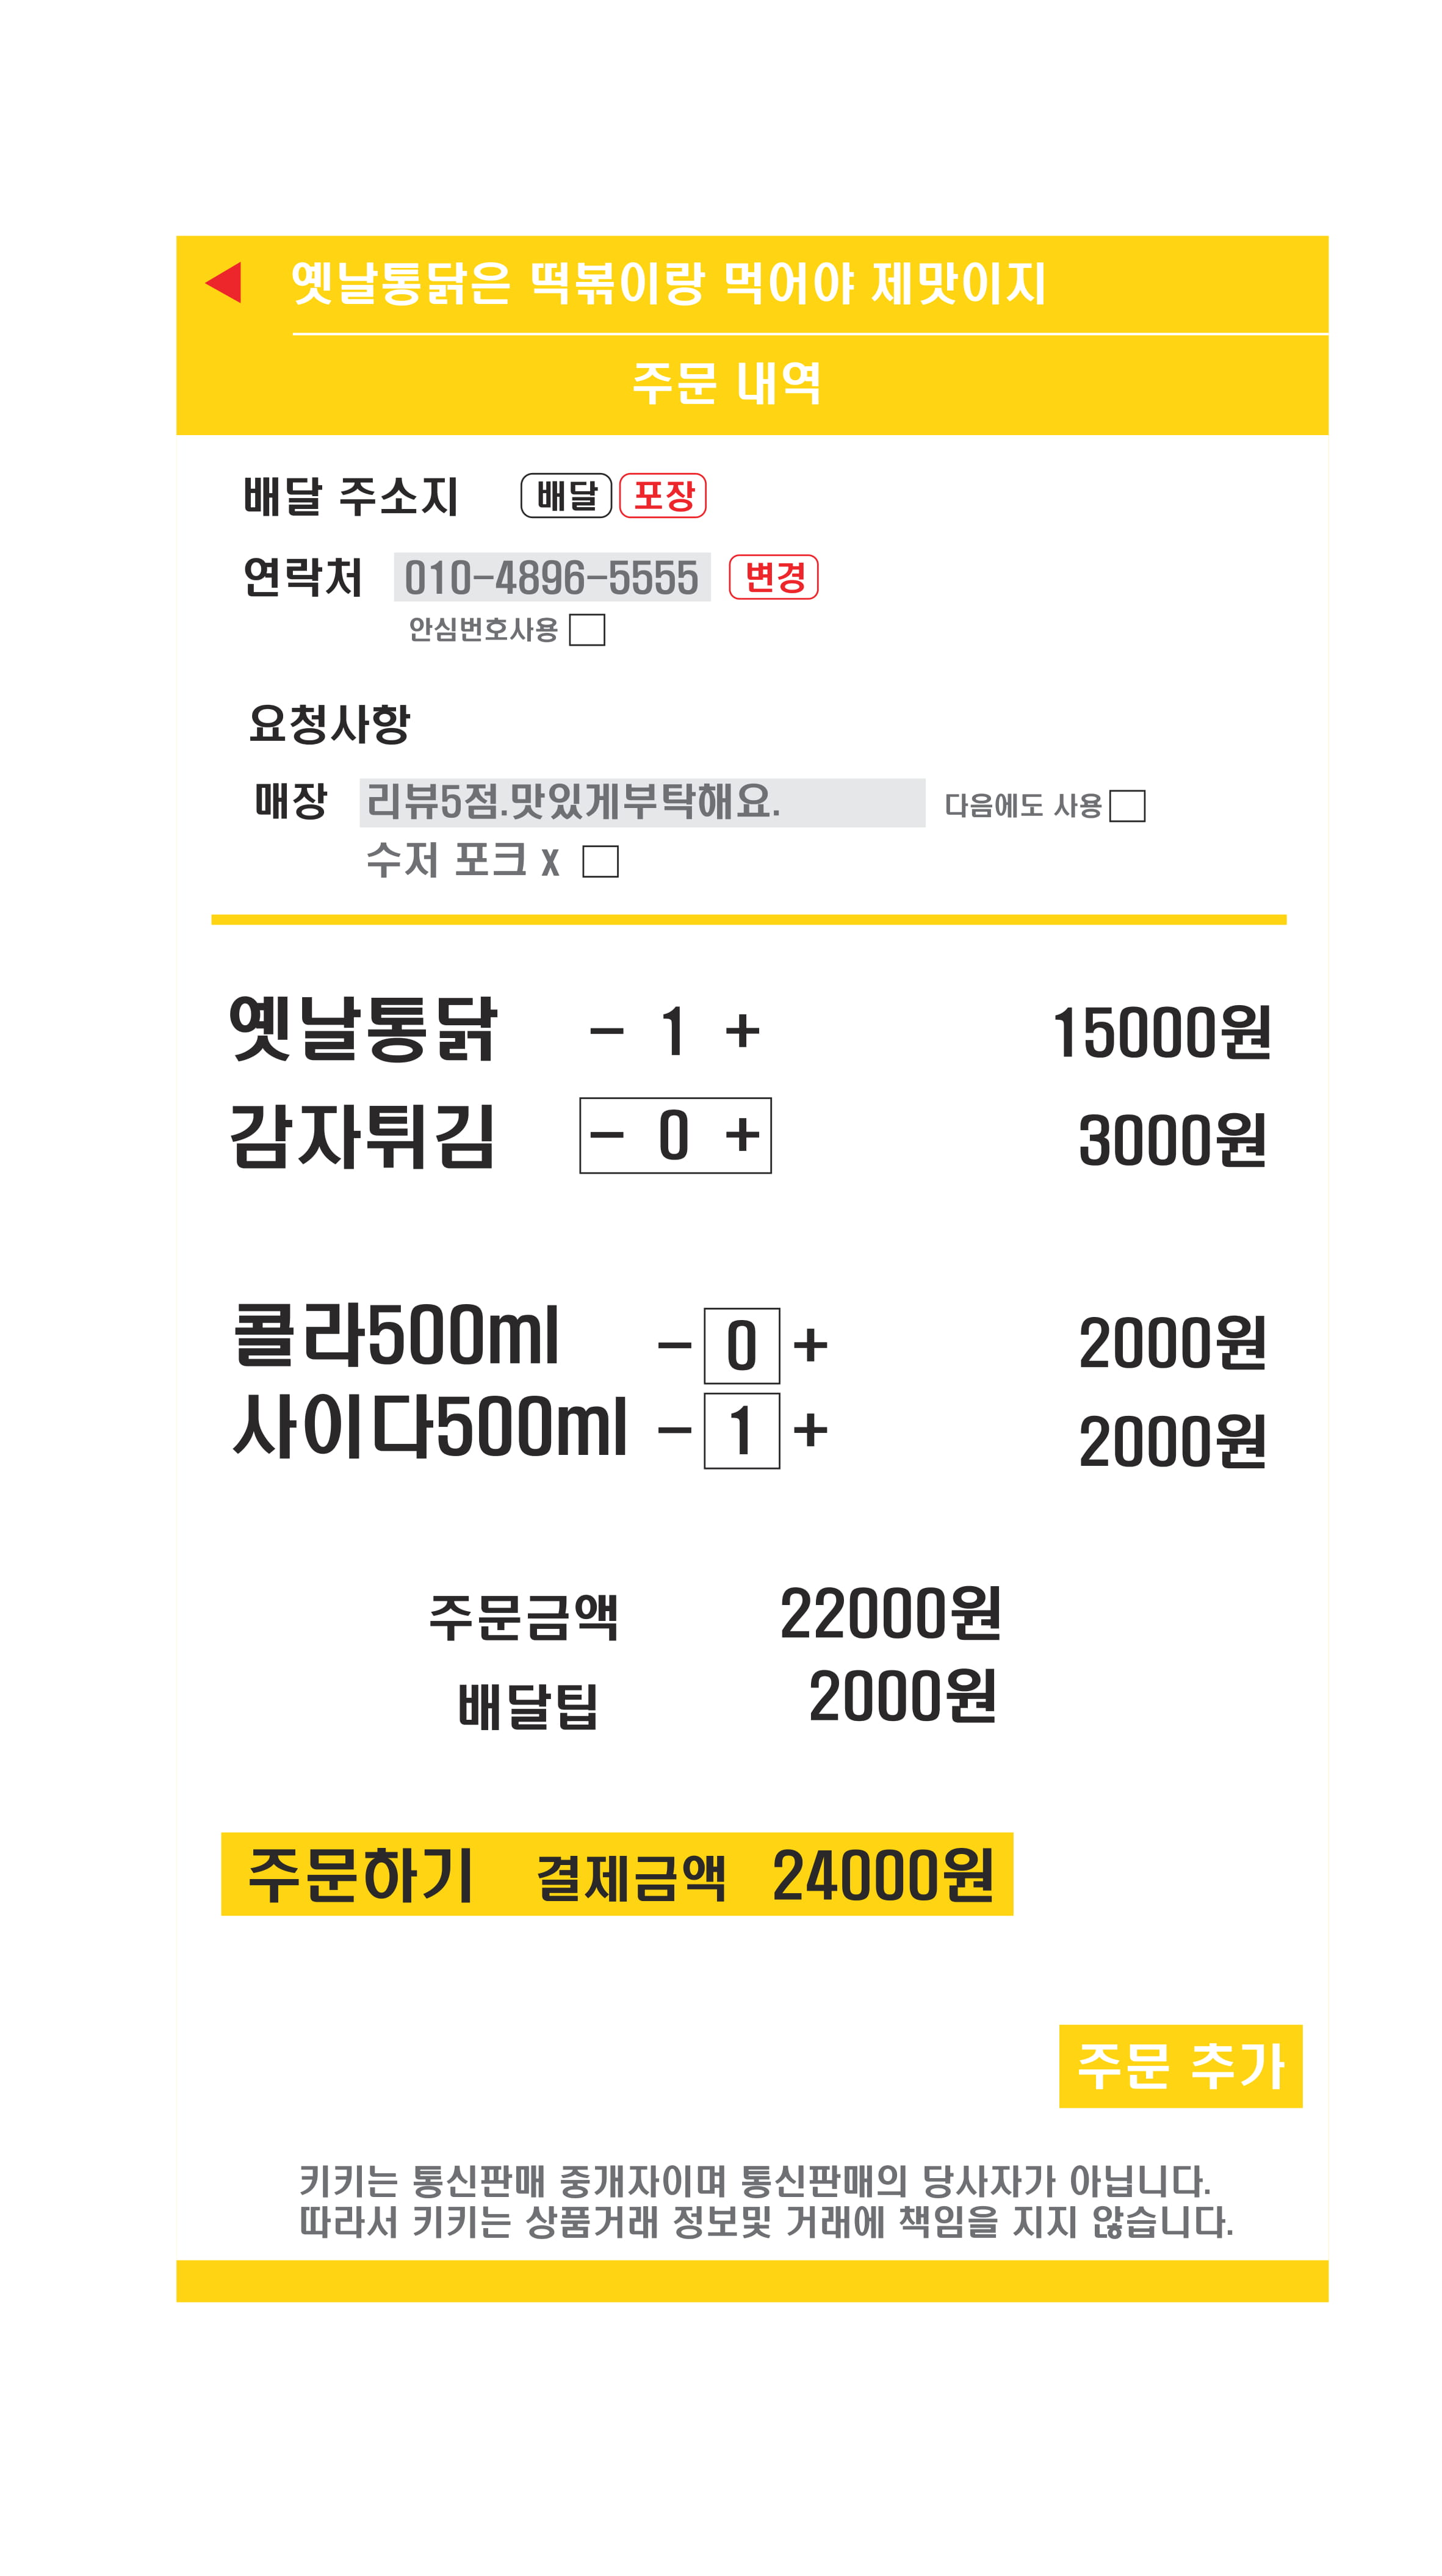 옛날통닭은 떡볶이랑 먹어야 제맛이지
주문 내역
배달 주소지 배달 포장
연락처 010-4896-5555 변경
안심번호사용
요청사항
매장 리뷰5점.맛있게부탁해요. 다음에도 사용
수저 포크 x
옛날통닭 - 1 + 15000원
감자튀김 - 0 + 3000원
콜라500ml - 0 + 2000원
사이다500ml - 1 + 2000원
주문금액 22000원
배달팁 2000원
주문하기 결제금액 24000원
주문 추가
키키는 통신판매 중개자이며 통신판매의 당사자가 아닙니다.
따라서 키키는 상품거래 정보및 거래에 책임을 지지 않습니다.